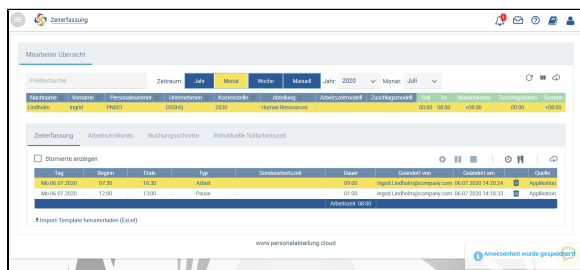 Zeiterfassung
Mitarbeiter Übersicht
Freitextsuche Zeitraum: Jahr Monat Woche Manuell Jahr: 2020 Monat: Juli
Nachname Vorname Personalnummer Unternehmen Kostenstelle Abteilung Arbeitszeitmodell Zuschlagsmodell Soll Ist Stundenkonto Zuschlagskonto Summe
Lindholm Ingrid PN001 DSSHQ 2030 Human Resources 00:00 08:00 +08:00 00:00 +08:00
Zeiterfassung Arbeitszeitkonto Buchungsschritte Individuelle Sollarbeitszeit
Stornierte anzeigen
Tag Beginn Ende Typ Sonderarbeitszeit Dauer Geändert von Geändert am Quelle
Mo 06.07.2020 07:30 16:30 Arbeit 09:00 Ingrid.Lindholm@company.com 06.07.2020 14:20:24 Applikation
Mo 06.07.2020 12:00 13:00 Pause 01:00 Ingrid.Lindholm@company.com 06.07.2020 14:18:33 Applikation
Arbeitszeit: 08:00
Import-Template herunterladen (Excel)
www.personalabteilung.cloud
Anwesenheit wurde gespeichert!